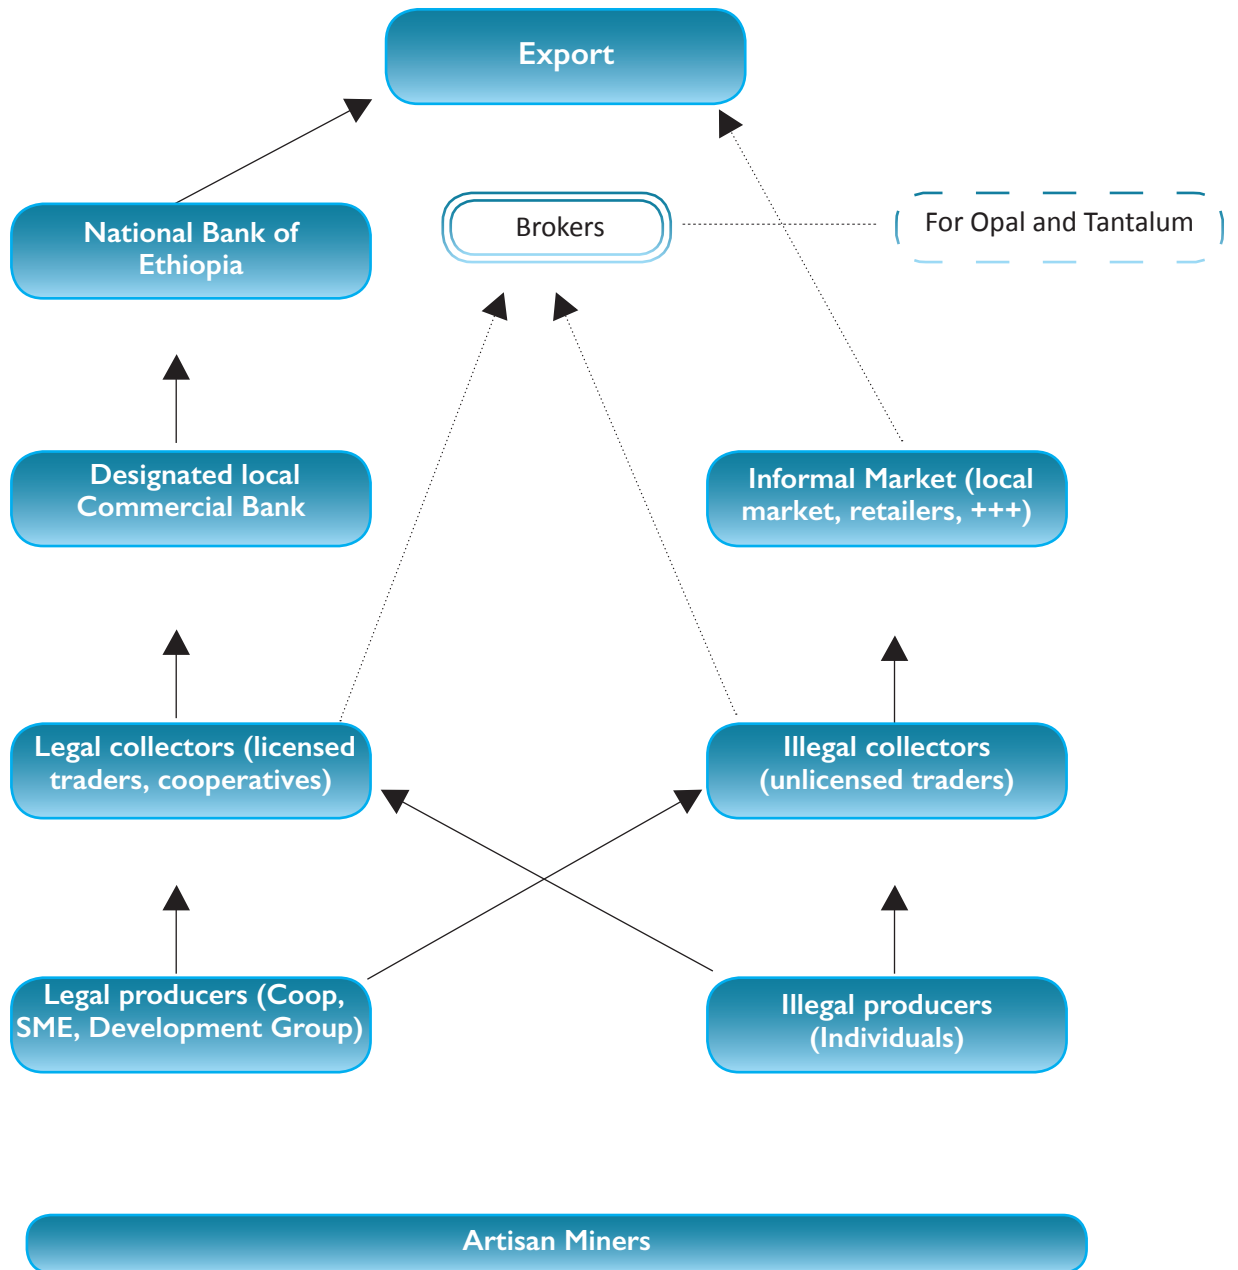 Export
National Bank of
Ethiopia
Brokers
For Opal and Tantalum
Designated local
Commercial Bank
Informal Market (local
market, retailers, +++)
Legal collectors (licensed
traders, cooperatives)
Illegal collectors
(unlicensed traders)
Legal producers (Coop,
SME, Development Group)
Illegal producers
(Individuals)
Artisan Miners